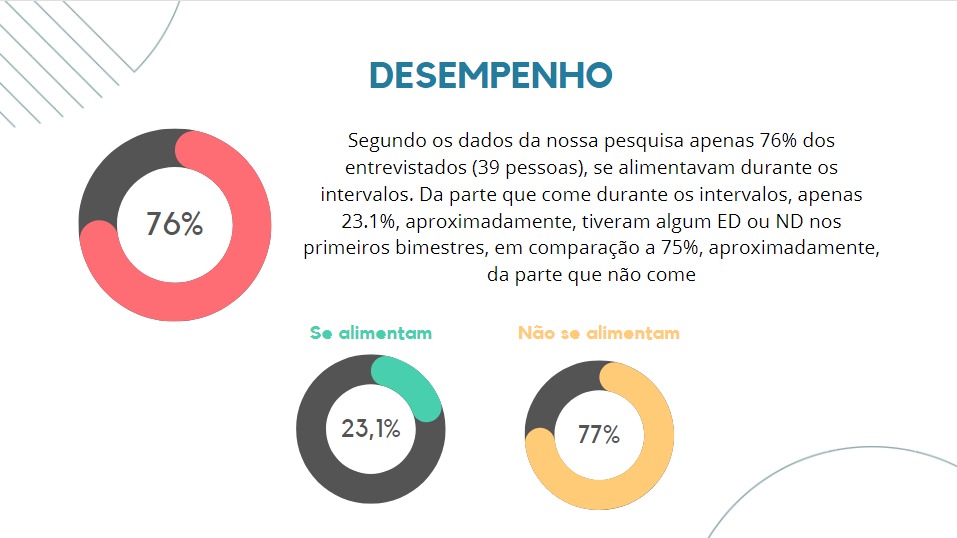 DESEMPENHO
Segundo os dados da nossa pesquisa apenas 76% dos
entrevistados (39 pessoas), se alimentavam durante os
intervalos. Da parte que come durante os intervalos, apenas
23.1%, aproximadamente, tiveram algum ED ou ND nos
primeiros bimestres, em comparação a 75%, aproximadamente,
da parte que não come
76%
Se alimentam
23,1%
Não se alimentam
77%